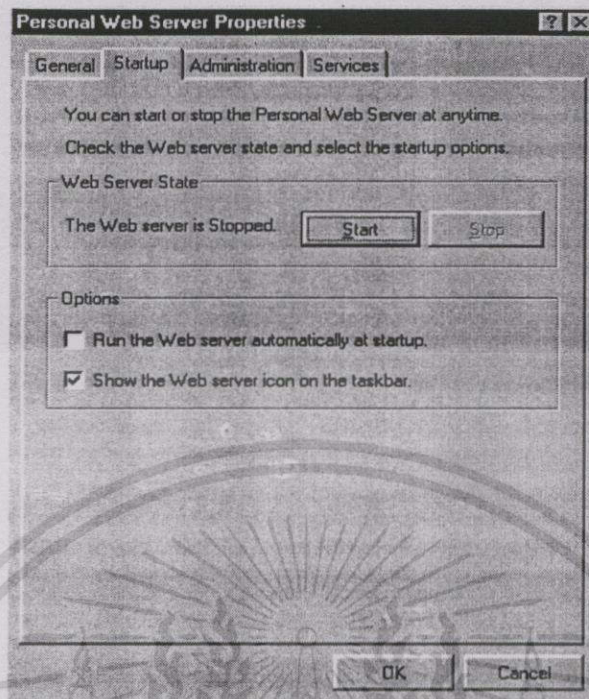 Personal Web Server Properties
General Startup Administration Services
You can start or stop the Personal Web Server at anytime.
Check the Web server state and select the startup options.
Web Server State
The Web server is Stopped. Start Stop
Options
Run the Web server automatically at startup.
Show the Web server icon on the taskbar.
OK Cancel